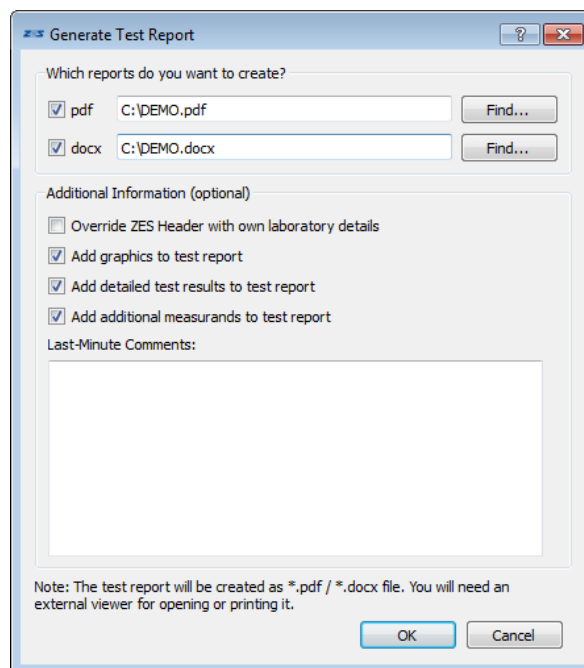 ZES Generate Test Report
Which reports do you want to create?
pdf C:\DEMO.pdf Find...
docx C:\DEMO.docx Find...
Additional Information (optional)
Override ZES Header with own laboratory details
Add graphics to test report
Add detailed test results to test report
Add additional measurands to test report
Last-Minute Comments:
Note: The test report will be created as *.pdf / *.docx file. You will need an
external viewer for opening or printing it.
OK Cancel